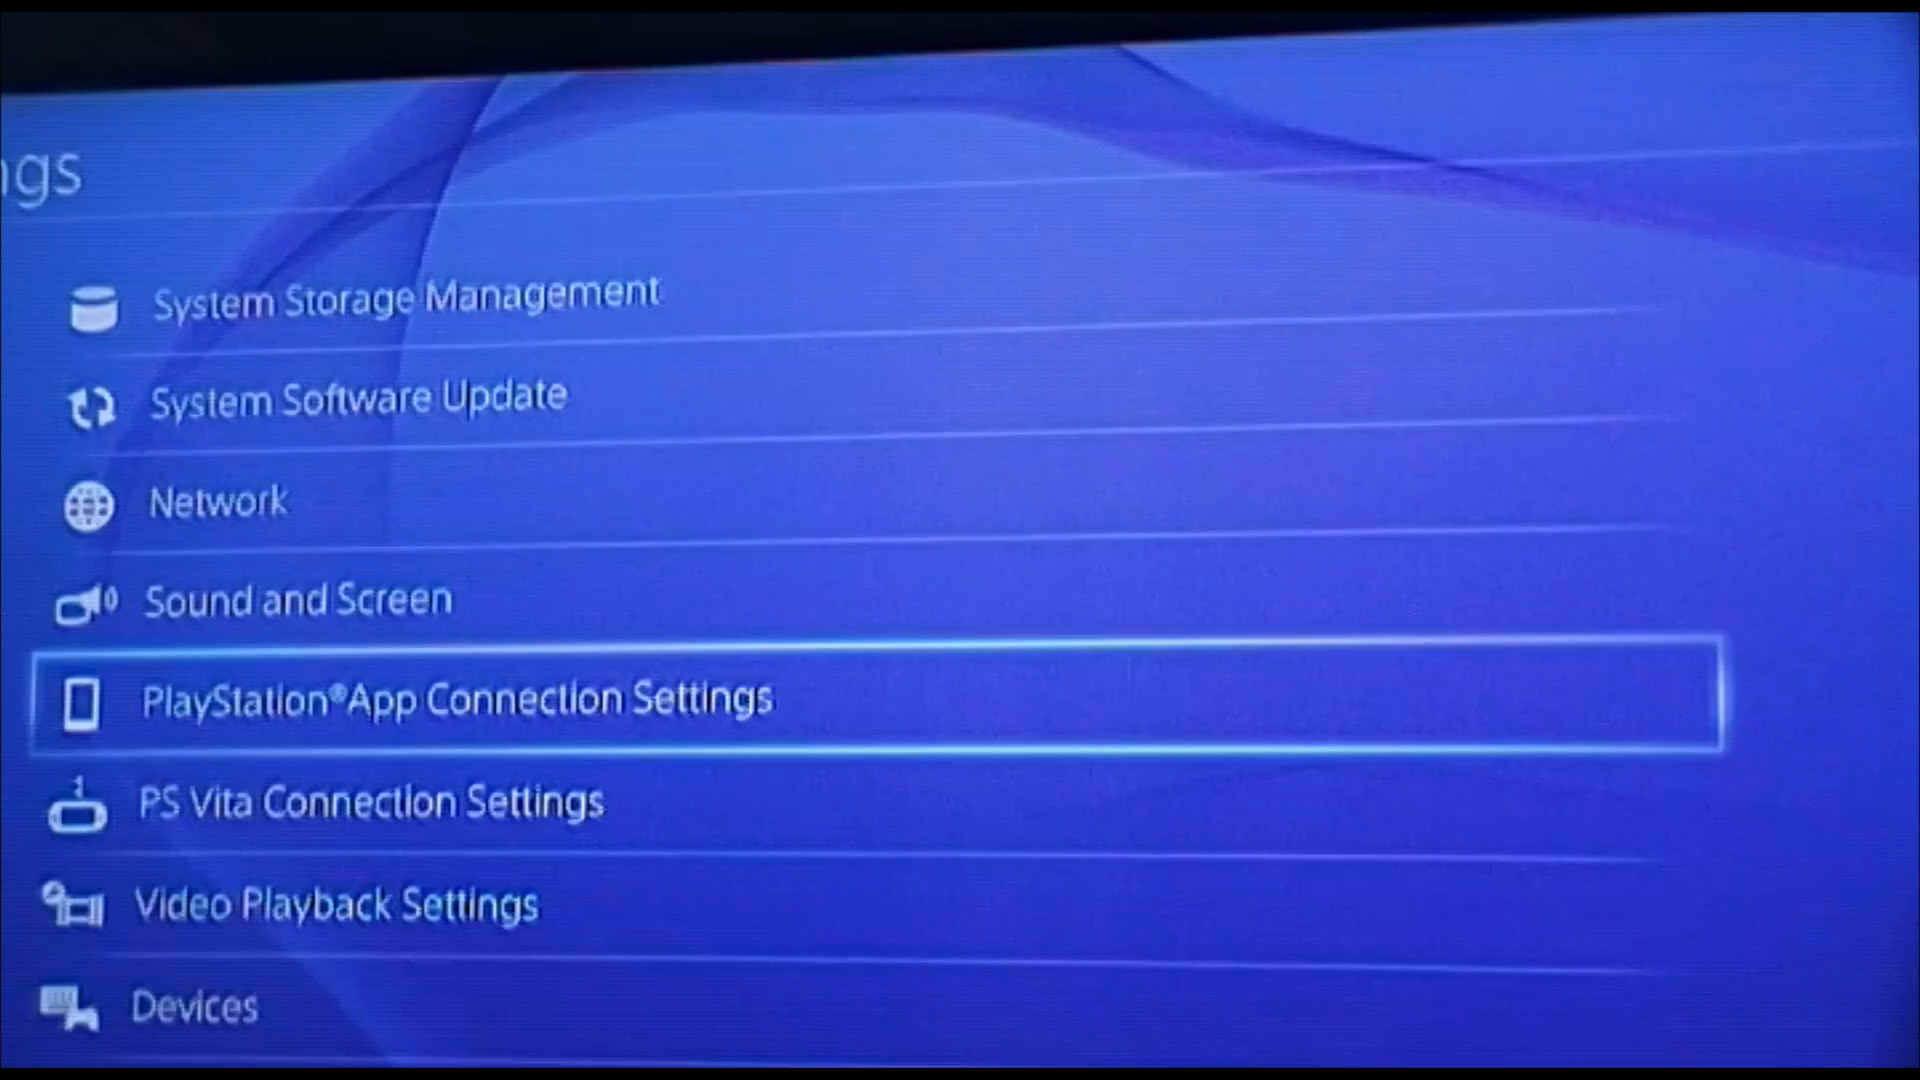 ngs
System Storage Management
System Software Update
Network
Sound and Screen
PlayStation®App Connection Settings
PS Vita Connection Settings
Video Playback Settings
Devices